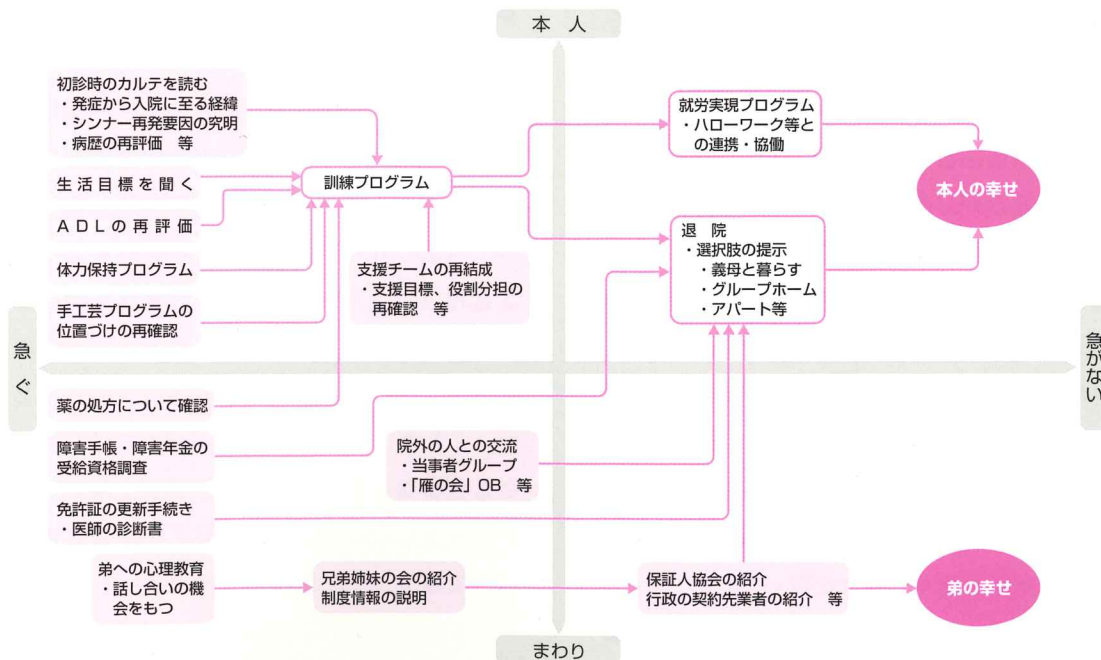 本人
初診時のカルテを読む
・発症から入院に至る経緯
・シンナー再発要因の究明
・病歴の再評価 等
生活目標を聞く
ADLの再評価
体力保持プログラム
手工芸プログラムの
位置づけの再確認
訓練プログラム
支援チームの再結成
・支援目標、役割分担の
再確認 等
就労実現プログラム
・ハローワーク等と
の連携・協働
本人の幸せ
退院
・選択肢の提示
・義母と暮らす
・グループホーム
・アパート等
急ぐ
急がない
薬の処方について確認
障害手帳・障害年金の
受給資格調査
院外の人との交流
・当事者グループ
・「雁の会」OB 等
免許証の更新手続き
・医師の診断書
弟への心理教育
・話し合いの機
会をもつ
兄弟姉妹の会の紹介
制度情報の説明
保証人協会の紹介
行政の契約先業者の紹介 等
弟の幸せ
まわり